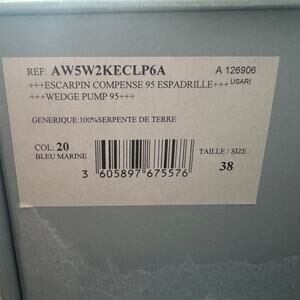 REF: AW5W2KECLP6A A 126906
+++ESCARPIN COMPENSE 95 ESPADRILLE+++ USARI
+++WEDGE PUMP 95+++
GENERIQUE:100%SERPENTE DE TERRE
COL: 20
BLEU MARINE
TAILLE / SIZE :
38
3 605897 675576